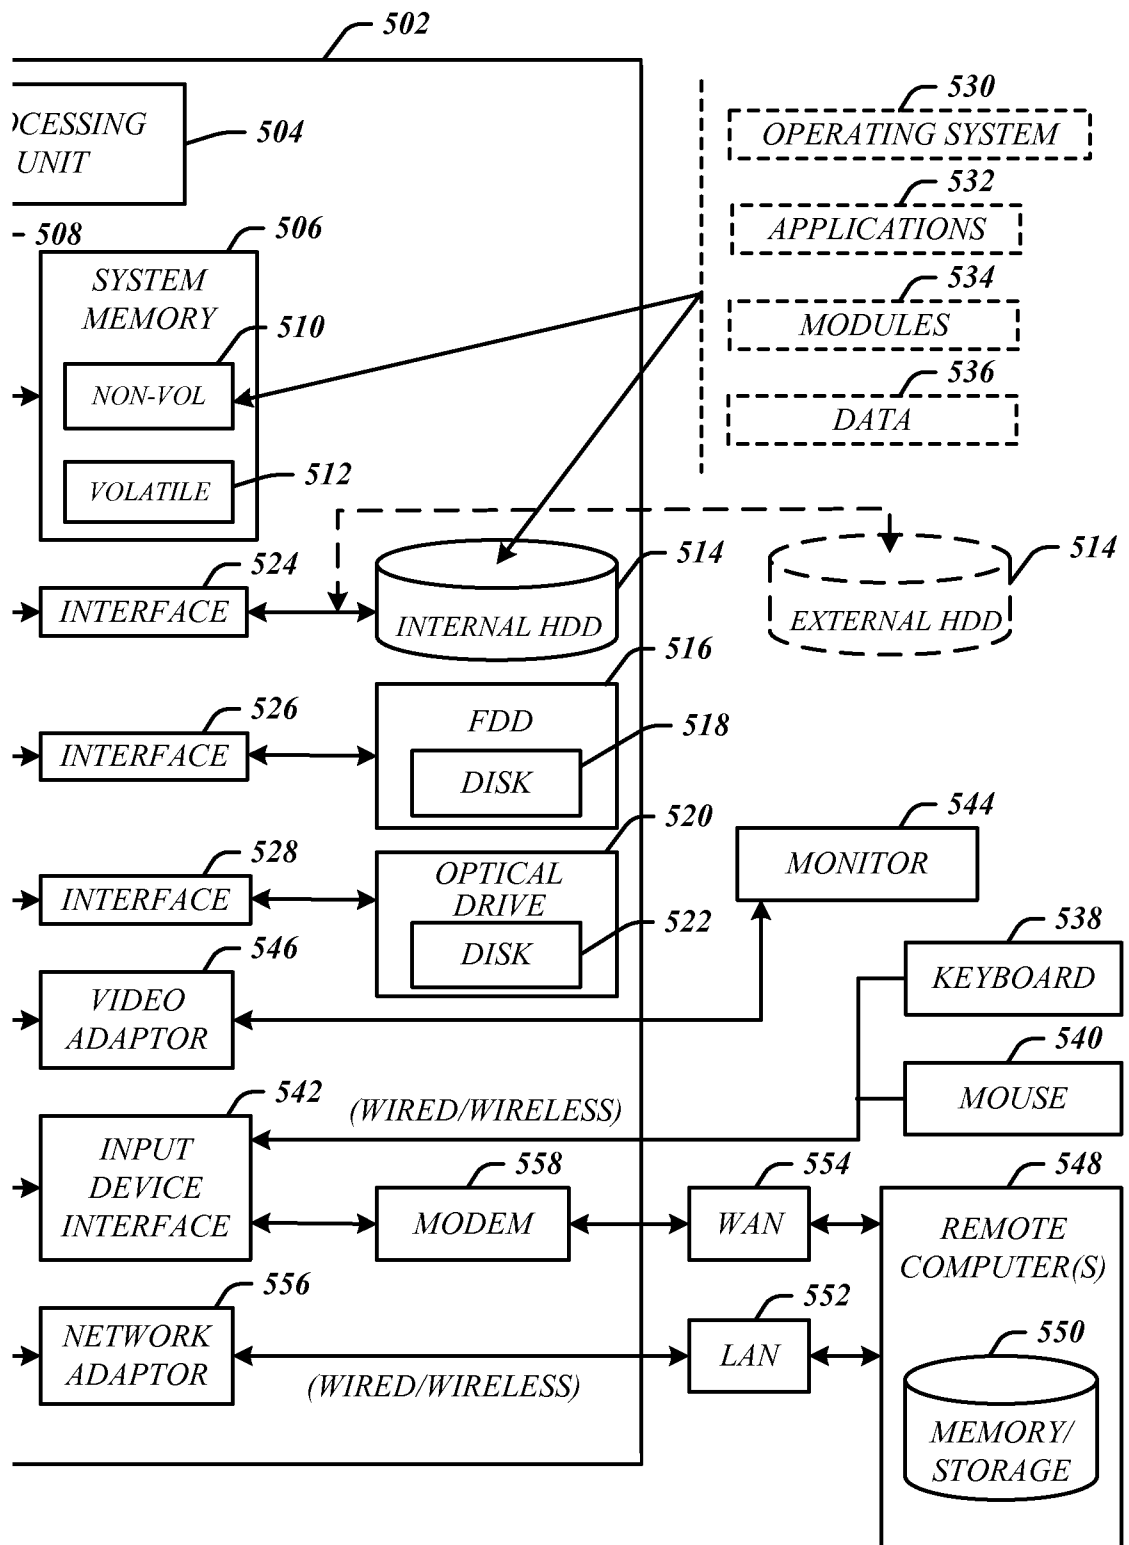 502
OCESSING
UNIT
504
508
506
SYSTEM
MEMORY
510
NON-VOL
512
VOLATILE
530
OPERATING SYSTEM
532
APPLICATIONS
534
MODULES
536
DATA
524
INTERFACE
514
INTERNAL HDD
514
EXTERNAL HDD
526
INTERFACE
516
FDD
518
DISK
528
INTERFACE
520
OPTICAL
DRIVE
522
DISK
544
MONITOR
546
VIDEO
ADAPTOR
538
KEYBOARD
540
MOUSE
542
INPUT
DEVICE
INTERFACE
(WIRED/WIRELESS)
558
MODEM
554
WAN
548
REMOTE
COMPUTER(S)
556
NETWORK
ADAPTOR
(WIRED/WIRELESS)
552
LAN
550
MEMORY/
STORAGE